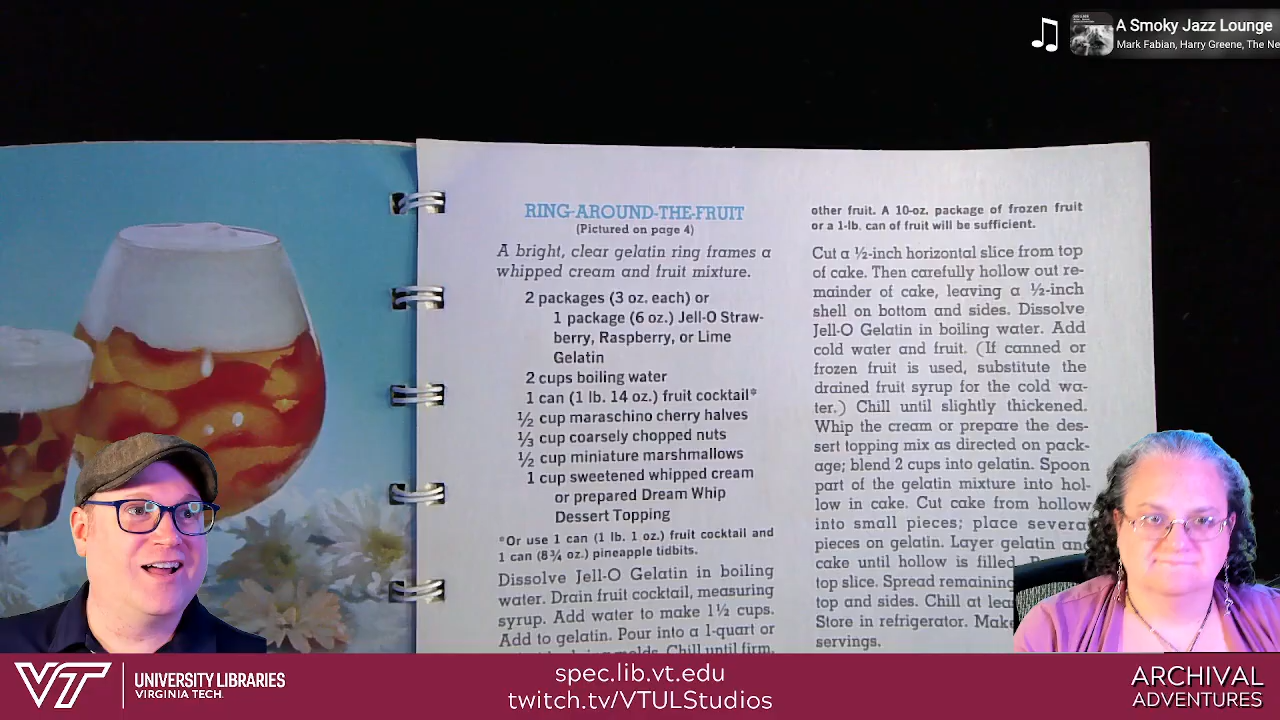 A Smoky Jazz Lounge
Mark Fabian, Harry Greene, The Ne
RING-AROUND-THE-FRUIT
(Pictured on page 4)
A bright, clear gelatin ring frames a
whipped cream and fruit mixture.
2 packages (3 oz. each) or
1 package (6 oz.) Jell-O Straw-
berry, Raspberry, or Lime
Gelatin
2 cups boiling water
1 can (1 lb. 14 oz.) fruit cocktail*
½ cup maraschino cherry halves
⅓ cup coarsely chopped nuts
½ cup miniature marshmallows
1 cup sweetened whipped cream
or prepared Dream Whip
Dessert Topping
*Or use 1 can (1 lb. 1 oz.) fruit cocktail and
1 can (8¾ oz.) pineapple tidbits.
Dissolve Jell-O Gelatin in boiling
water. Drain fruit cocktail, measuring
syrup. Add water to make 1½ cups.
Add to gelatin. Pour into a 1-quart or
molds. Chill until firm,
other fruit. A 10-oz. package of frozen fruit
or a 1-lb. can of fruit will be sufficient.
Cut a ½-inch horizontal slice from top
of cake. Then carefully hollow out re-
mainder of cake, leaving a ½-inch
shell on bottom and sides. Dissolve
Jell-O Gelatin in boiling water. Add
cold water and fruit. (If canned or
frozen fruit is used, substitute the
drained fruit syrup for the cold wa-
ter.) Chill until slightly thickened.
Whip the cream or prepare the des-
sert topping mix as directed on pack-
age; blend 2 cups into gelatin. Spoon
part of the gelatin mixture into hol-
low in cake. Cut cake from hollow
into small pieces; place severa
pieces on gelatin. Layer gelatin and
cake until hollow is filled.
top slice. Spread remaining
top and sides. Chill at leas
Store in refrigerator. Make
servings.
VT UNIVERSITY LIBRARIES
VIRGINIA TECH.
spec.lib.vt.edu
twitch.tv/VTULStudios
ARCHIVAL
ADVENTURES